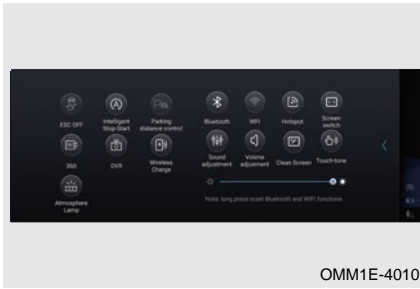 ESC OFF
Intelligent
Stop-Start
Parking
distance control
Bluetooth
WIFI
Hotspot
Screen
switch
360
DVR
Wireless
Charge
Sound
adjustment
Volume
adjustment
Clean Screen
Touch-tone
Atmosphere
Lamp
Note: long press to set Bluetooth and WIFI functions
OMM1E-4010